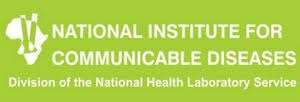 NATIONAL INSTITUTE FOR
COMMUNICABLE DISEASES
Division of the National Health Laboratory Service